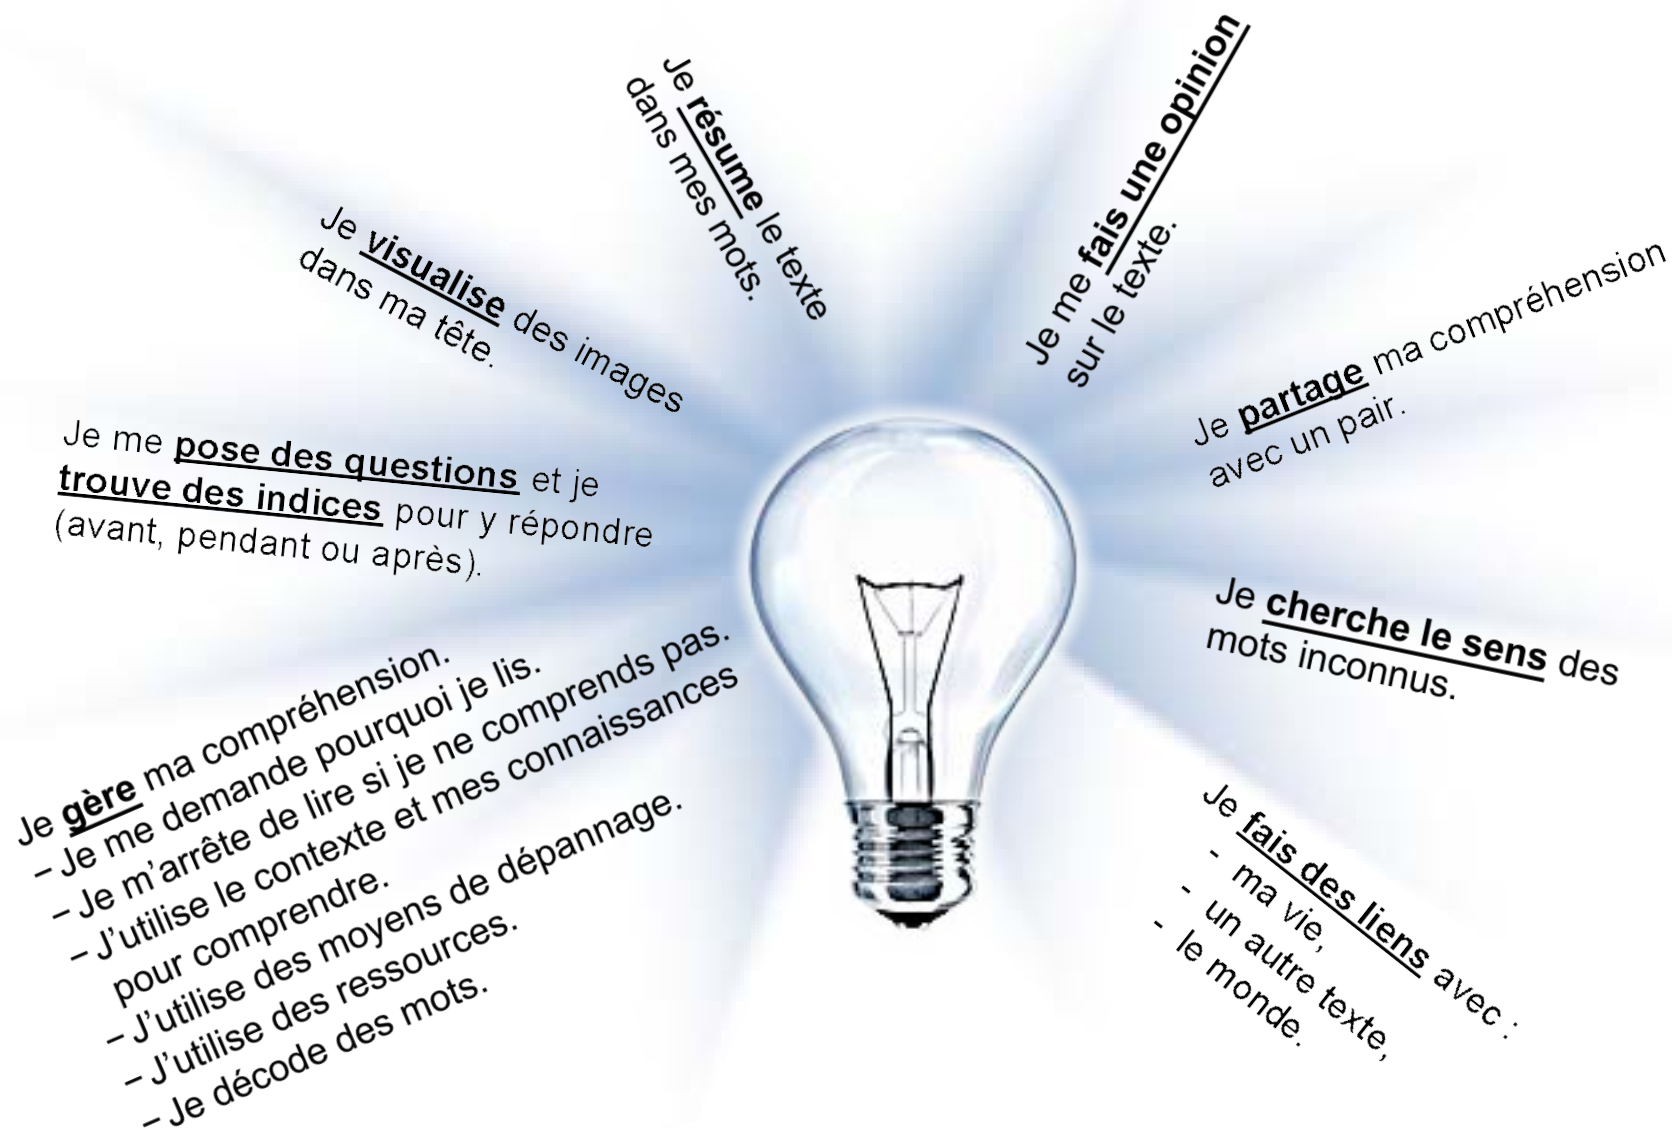 Je gère ma compréhension.
– Je me demande pourquoi je lis.
– Je m’arrête de lire si je ne comprends pas.
– J’utilise le contexte et mes connaissances
pour comprendre.
– J’utilise des moyens de dépannage.
– J’utilise des ressources.
– Je décode des mots.
Je me pose des questions et je
trouve des indices pour y répondre
(avant, pendant ou après).
Je visualise des images
dans ma tête.
Je résume le texte
dans mes mots.
Je me fais une opinion
sur le texte.
Je partage ma compréhension
avec un pair.
Je cherche le sens des
mots inconnus.
Je fais des liens avec :
- ma vie,
- un autre texte,
- le monde.